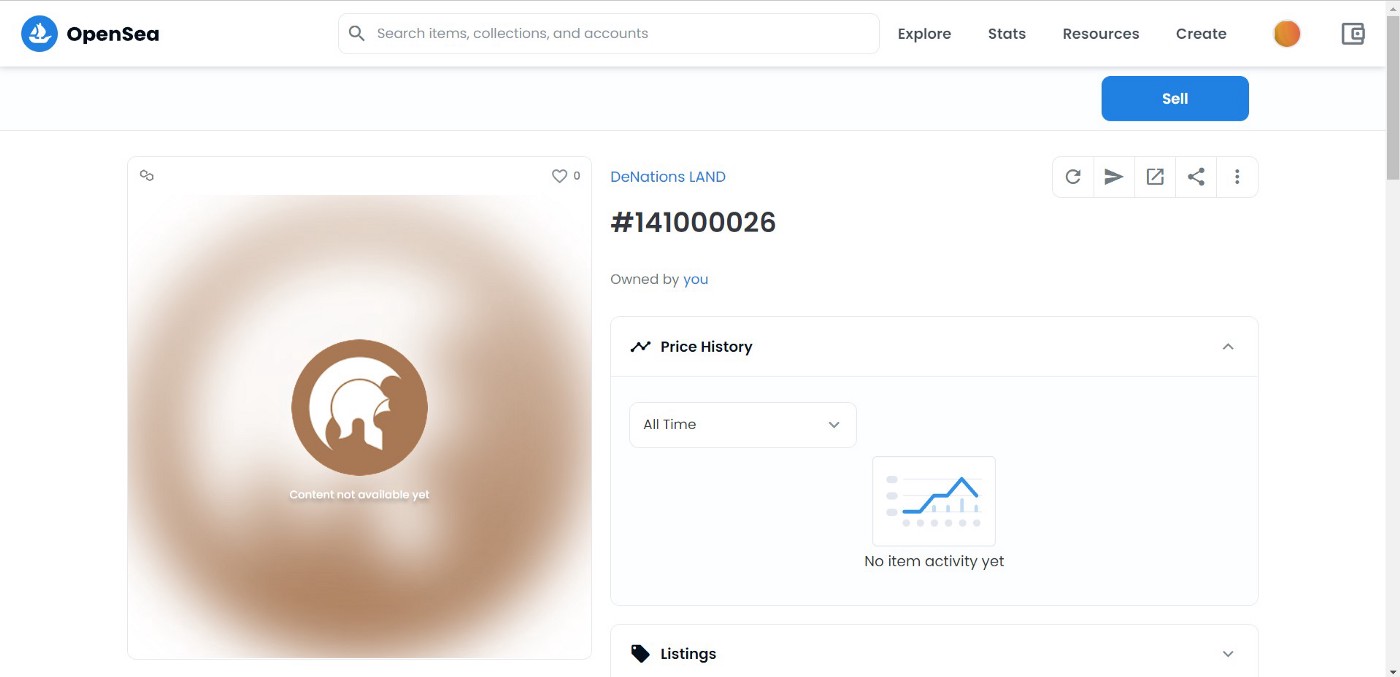 OpenSea
Search items, collections, and accounts
Explore
Stats
Resources
Create
Sell
0
DeNations LAND
#141000026
Owned by you
Content not available yet
Price History
All Time
No item activity yet
Listings